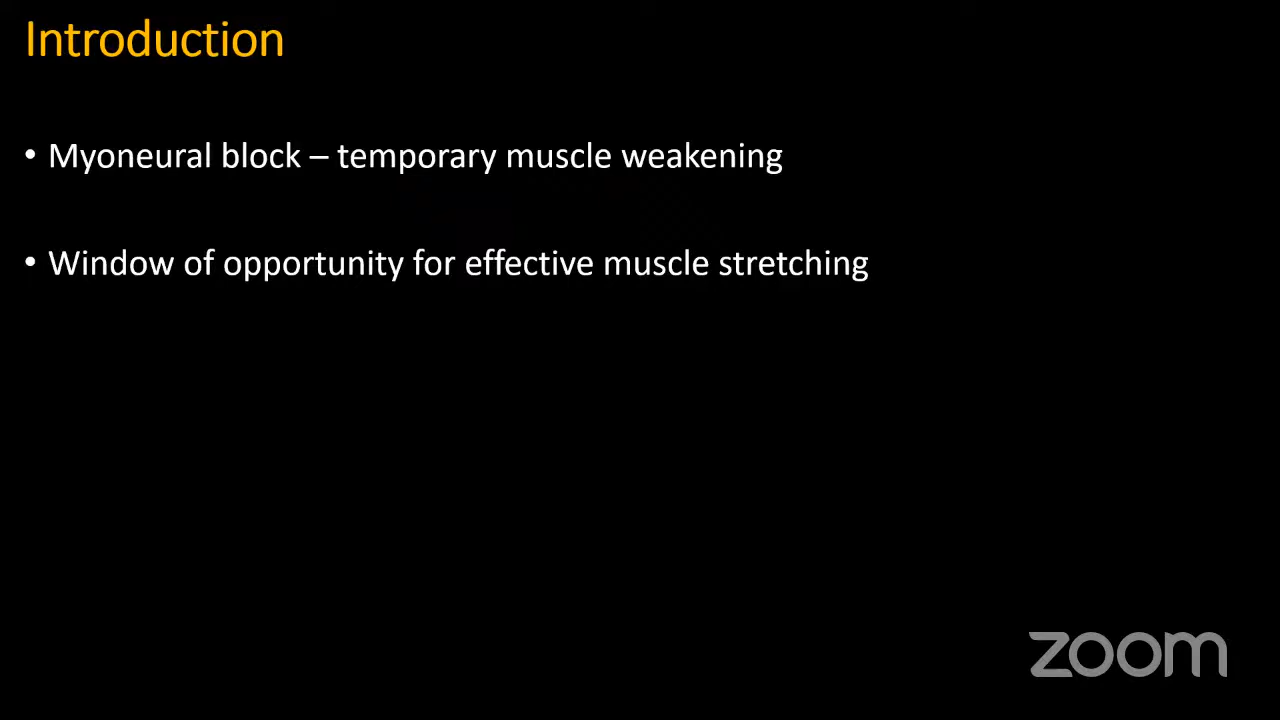 Introduction
• Myoneural block – temporary muscle weakening
• Window of opportunity for effective muscle stretching
zoom